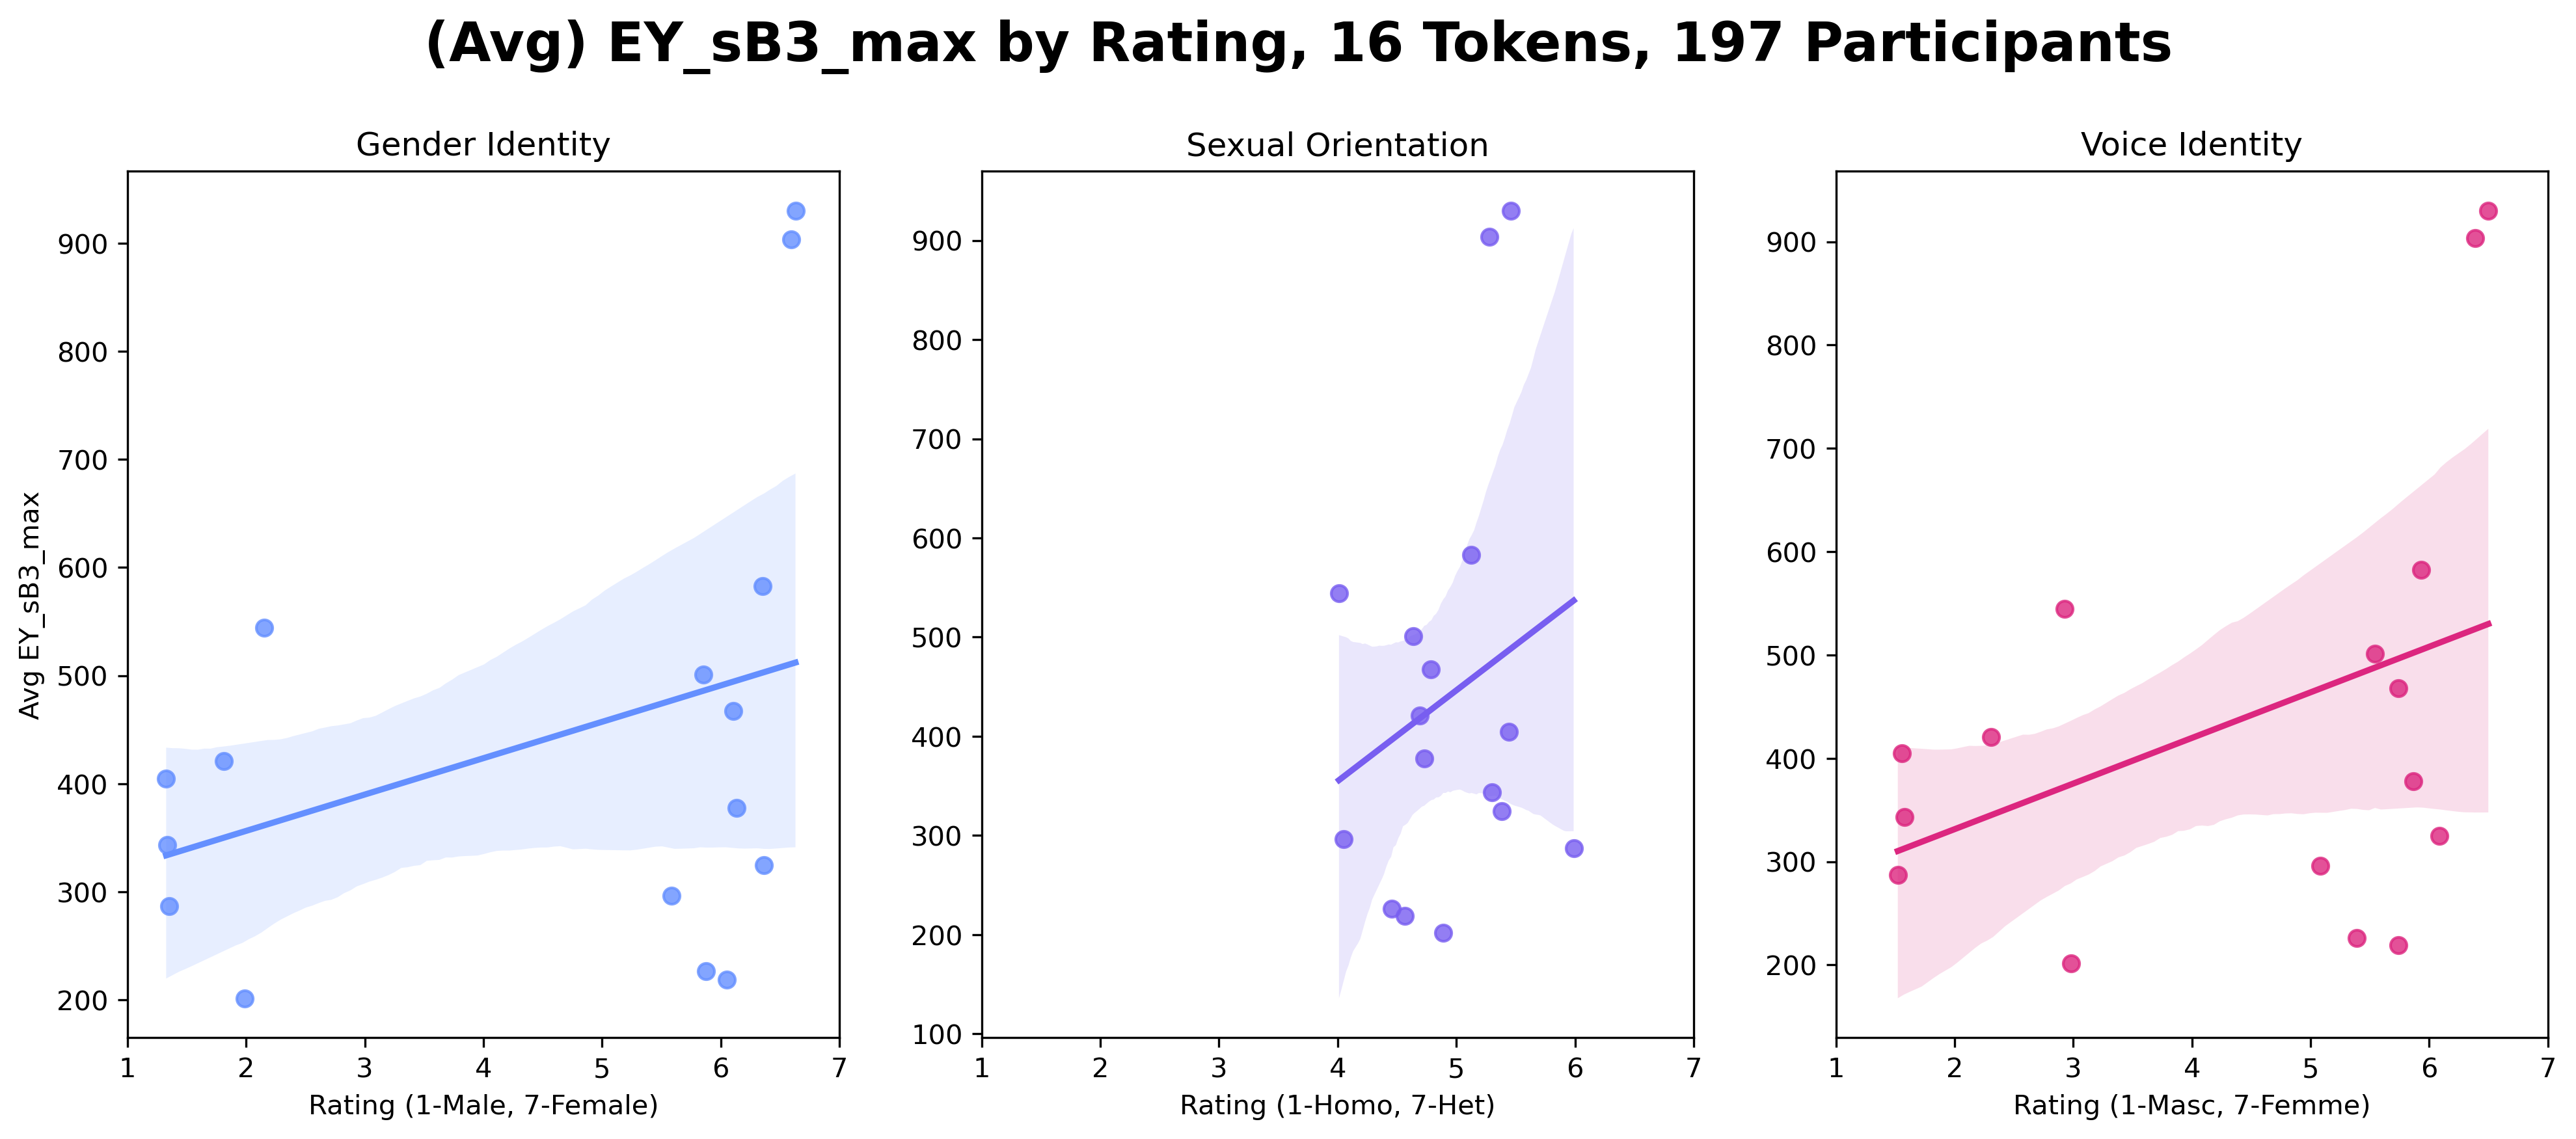 (Avg) EY_sB3_max by Rating, 16 Tokens, 197 Participants
Gender Identity
Avg EY_sB3_max
900
800
700
600
500
400
300
200
1 2 3 4 5 6 7
Rating (1-Male, 7-Female)
Sexual Orientation
900
800
700
600
500
400
300
200
100
1 2 3 4 5 6 7
Rating (1-Homo, 7-Het)
Voice Identity
900
800
700
600
500
400
300
200
1 2 3 4 5 6 7
Rating (1-Masc, 7-Femme)